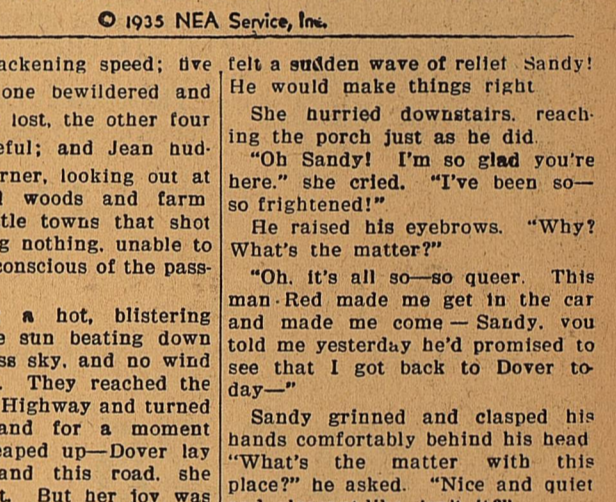 © 1935 NEA Service, Inc.
ackening speed; five
one bewildered and
lost, the other four
eful; and Jean hud-
rner, looking out at
woods and farm
tle towns that shot
g nothing, unable to
conscious of the pass-
a hot, blistering
e sun beating down
ss sky, and no wind
. They reached the
Highway and turned
and for a moment
eaped up—Dover lay
and this road, she
t. But her joy was
felt a sudden wave of relief Sandy!
He would make things right
She hurried downstairs, reach-
ing the porch just as he did.
"Oh Sandy! I'm so glad you're
here." she cried. "I've been so—
so frightened!"
He raised his eyebrows. "Why?
What's the matter?"
"Oh, it's all so—so queer. This
man Red made me get in the car
and made me come — Sandy, you
told me yesterday he'd promised to
see that I got back to Dover to-
day—"
Sandy grinned and clasped his
hands comfortably behind his head
"What's the matter with this
place?" he asked. "Nice and quiet